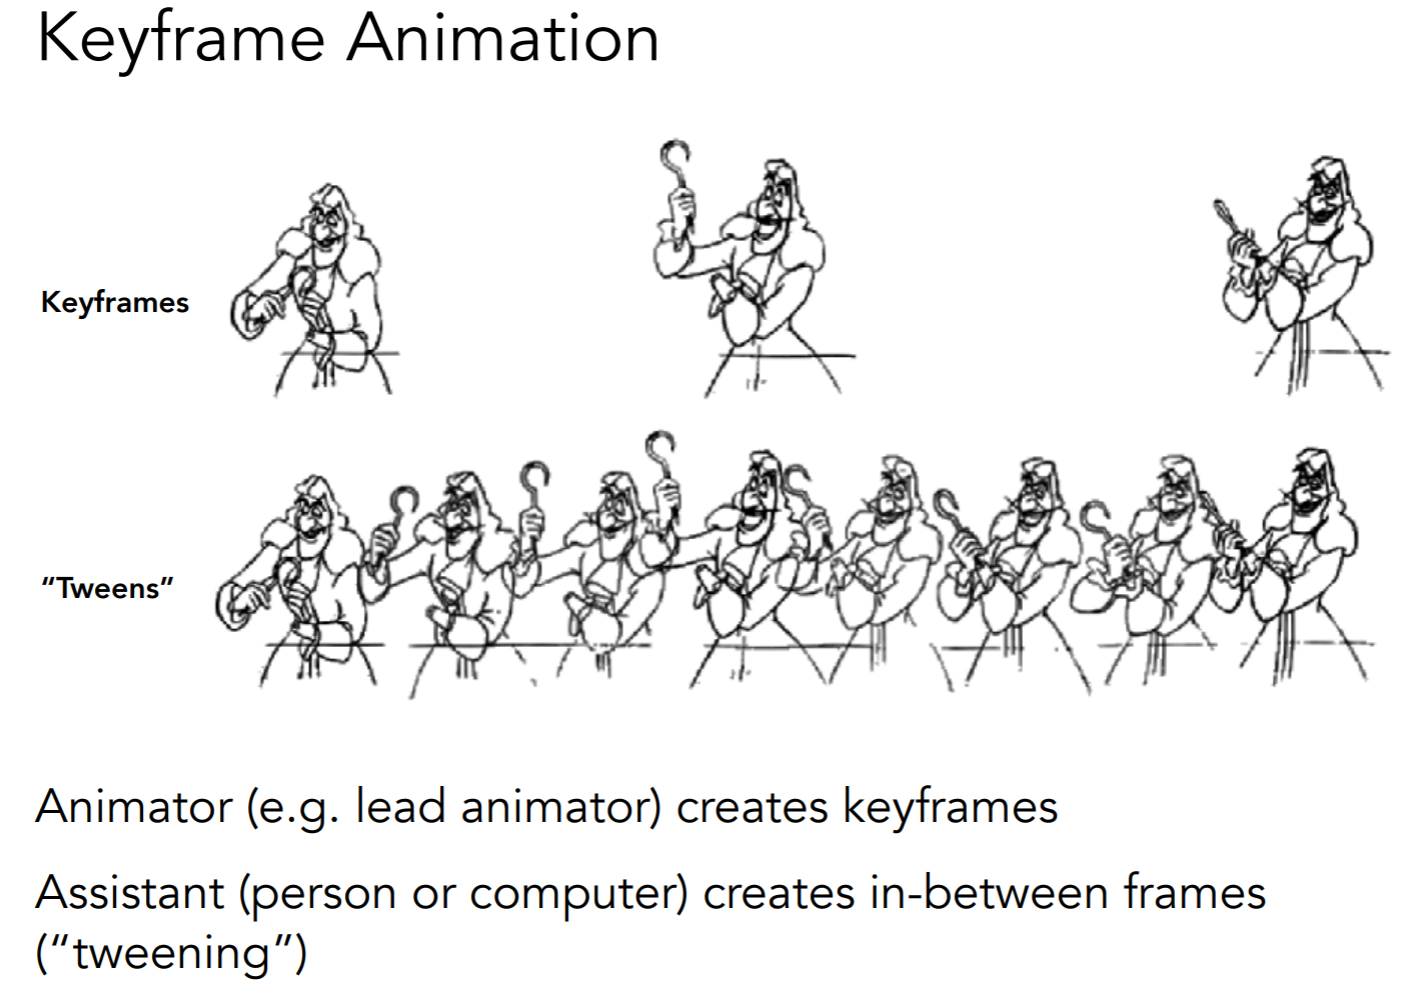 Keyframe Animation
Keyframes
“Tweens”
Animator (e.g. lead animator) creates keyframes
Assistant (person or computer) creates in-between frames
(“tweening”)